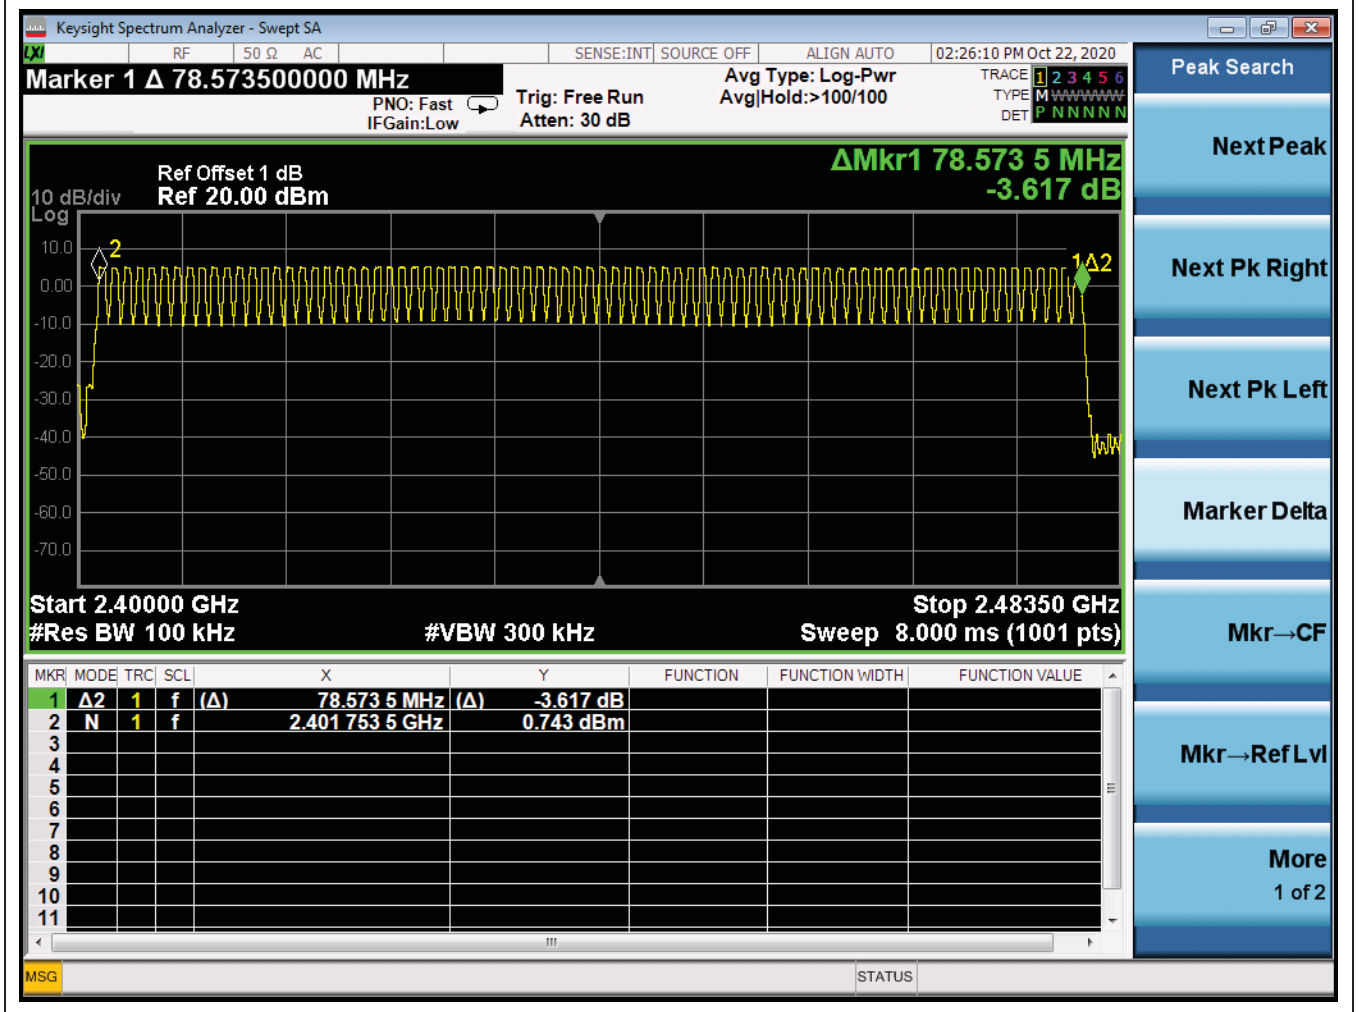 Keysight Spectrum Analyzer - Swept SA
LXI RF 50 Ω AC SENSE:INT SOURCE OFF ALIGN AUTO 02:26:10 PM Oct 22, 2020
Marker 1 Δ 78.573500000 MHz
PNO: Fast
IFGain:Low
Trig: Free Run
Atten: 30 dB
Avg Type: Log-Pwr
Avg|Hold:>100/100
TRACE 1 2 3 4 5 6
TYPE M W W W W W
DET P N N N N N
ΔMkr1 78.573 5 MHz
-3.617 dB
Ref Offset 1 dB
10 dB/div Ref 20.00 dBm
Log
10.0
0.00
-10.0
-20.0
-30.0
-40.0
-50.0
-60.0
-70.0
2
1Δ2
Start 2.40000 GHz Stop 2.48350 GHz
#Res BW 100 kHz #VBW 300 kHz Sweep 8.000 ms (1001 pts)
MKR MODE TRC SCL X Y FUNCTION FUNCTION WIDTH FUNCTION VALUE
1 Δ2 1 f (Δ) 78.573 5 MHz (Δ) -3.617 dB
2 N 1 f 2.401 753 5 GHz 0.743 dBm
3
4
5
6
7
8
9
10
11
MSG STATUS
Peak Search
Next Peak
Next Pk Right
Next Pk Left
Marker Delta
Mkr→CF
Mkr→Ref Lvl
More
1 of 2